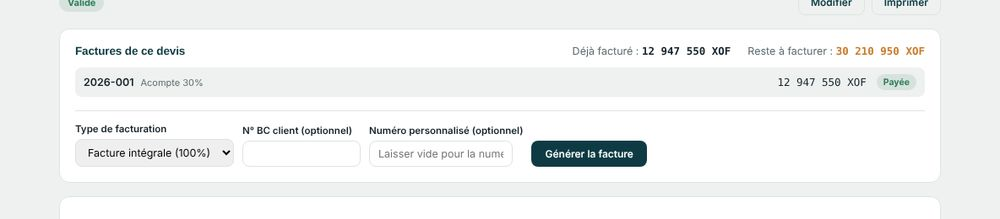 Validé Modifier Imprimer
Factures de ce devis Déjà facturé : 12 947 550 XOF Reste à facturer : 30 210 950 XOF
2026-001 Acompte 30% 12 947 550 XOF Payée
Type de facturation N° BC client (optionnel) Numéro personnalisé (optionnel)
Facture intégrale (100%) Laisser vide pour la numé Générer la facture